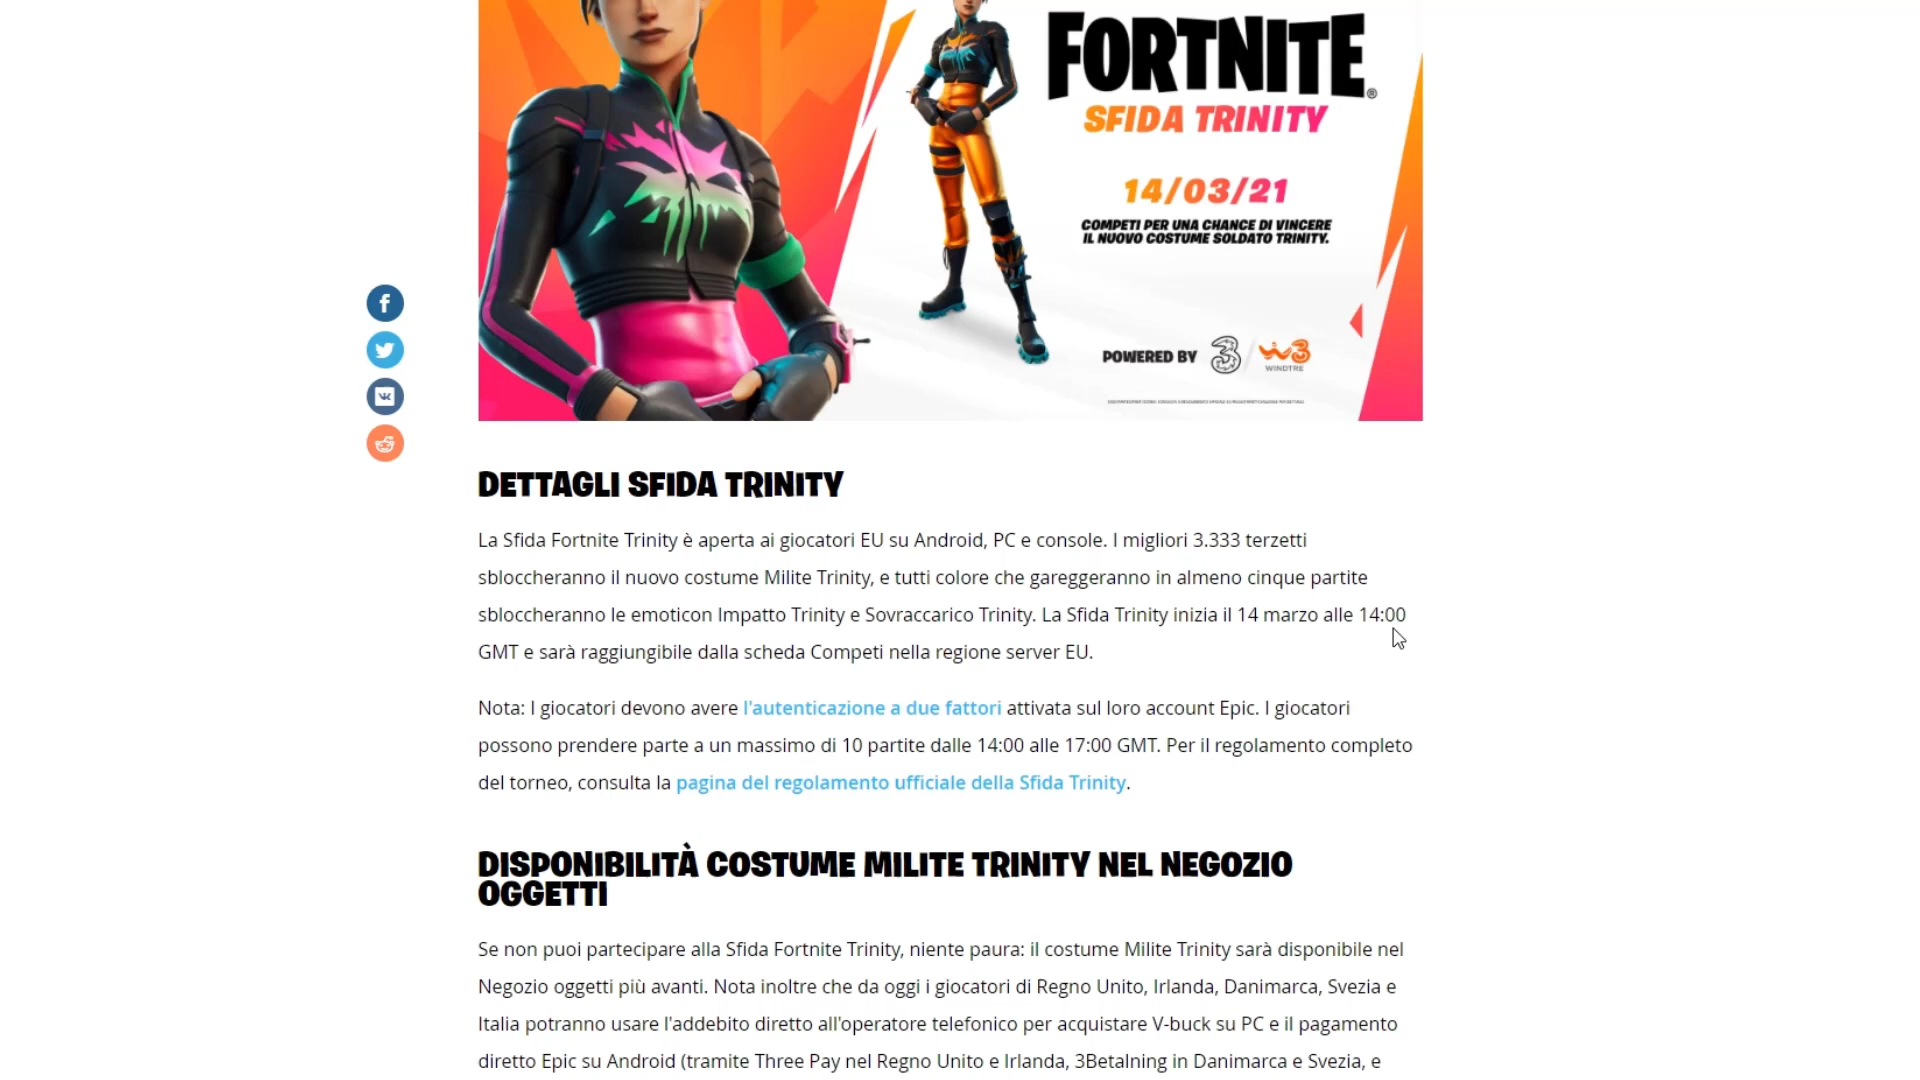 FORTNITE®
SFIDA TRINITY
14/03/21
COMPETI PER UNA CHANCE DI VINCERE
IL NUOVO COSTUME SOLDATO TRINITY.
POWERED BY 3 W3
WINDTRE
DETTAGLI SFIDA TRINITY
La Sfida Fortnite Trinity è aperta ai giocatori EU su Android, PC e console. I migliori 3.333 terzetti
sbloccheranno il nuovo costume Milite Trinity, e tutti colore che gareggeranno in almeno cinque partite
sbloccheranno le emoticon Impatto Trinity e Sovraccarico Trinity. La Sfida Trinity inizia il 14 marzo alle 14:00
GMT e sarà raggiungibile dalla scheda Competi nella regione server EU.
Nota: I giocatori devono avere l'autenticazione a due fattori attivata sul loro account Epic. I giocatori
possono prendere parte a un massimo di 10 partite dalle 14:00 alle 17:00 GMT. Per il regolamento completo
del torneo, consulta la pagina del regolamento ufficiale della Sfida Trinity.
DISPONIBILITÀ COSTUME MILITE TRINITY NEL NEGOZIO
OGGETTI
Se non puoi partecipare alla Sfida Fortnite Trinity, niente paura: il costume Milite Trinity sarà disponibile nel
Negozio oggetti più avanti. Nota inoltre che da oggi i giocatori di Regno Unito, Irlanda, Danimarca, Svezia e
Italia potranno usare l'addebito diretto all'operatore telefonico per acquistare V-buck su PC e il pagamento
diretto Epic su Android (tramite Three Pay nel Regno Unito e Irlanda, 3Betalning in Danimarca e Svezia, e